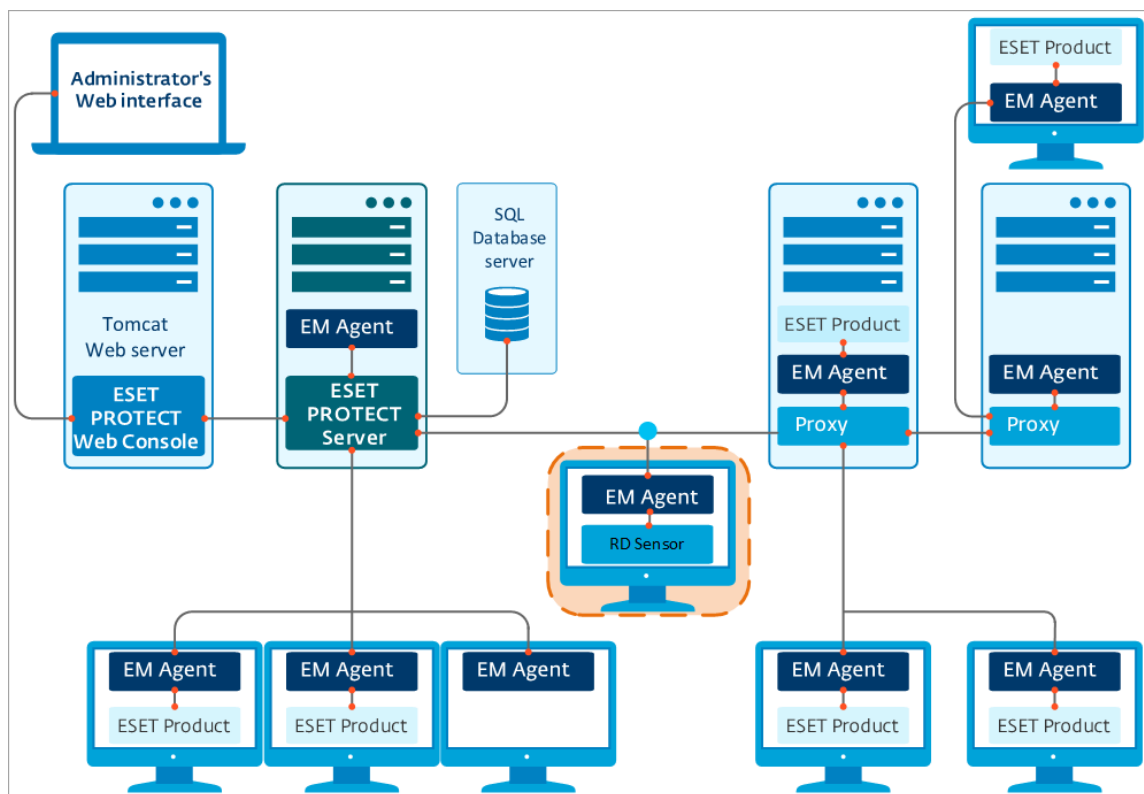 Administrator's
Web interface
ESET Product
EM Agent
Tomcat
Web server
ESET
PROTECT
Web Console
EM Agent
ESET
PROTECT
Server
SQL
Database
server
ESET Product
EM Agent
Proxy
EM Agent
Proxy
EM Agent
RD Sensor
EM Agent
ESET Product
EM Agent
ESET Product
EM Agent
EM Agent
ESET Product
EM Agent
ESET Product